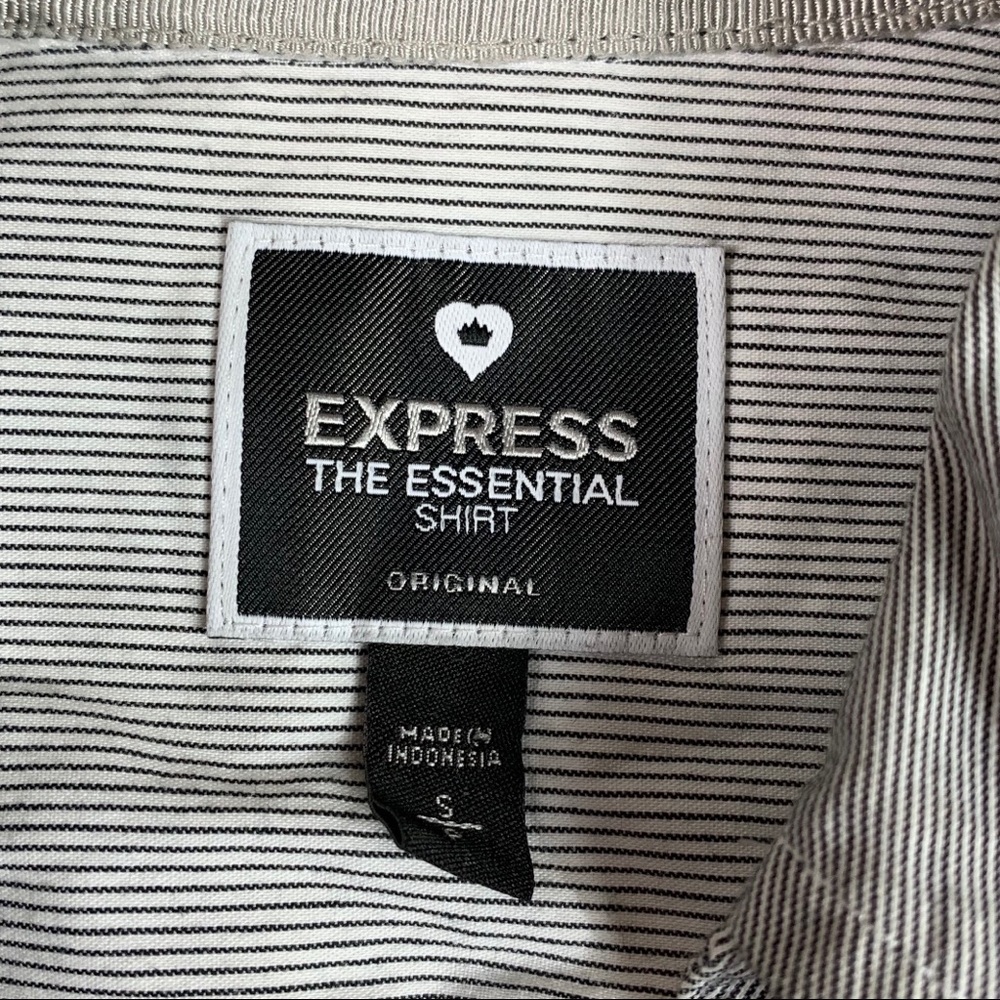 EXPRESS
THE ESSENTIAL
SHIRT
ORIGINAL
MADE IN
INDONESIA
S